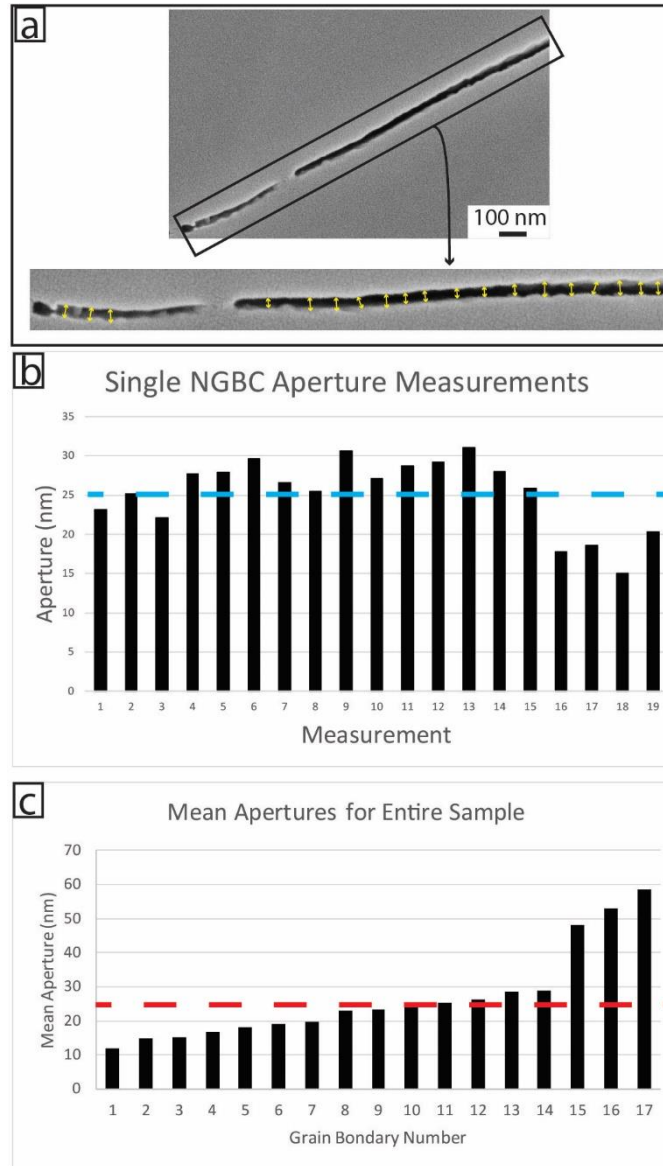 a
100 nm
b
Single NGBC Aperture Measurements
35
30
25
20
15
10
5
0
Aperture (nm)
1 2 3 4 5 6 7 8 9 10 11 12 13 14 15 16 17 18 19
Measurement
c
Mean Apertures for Entire Sample
70
60
50
40
30
20
10
0
Mean Aperture (nm)
1 2 3 4 5 6 7 8 9 10 11 12 13 14 15 16 17
Grain Bondary Number